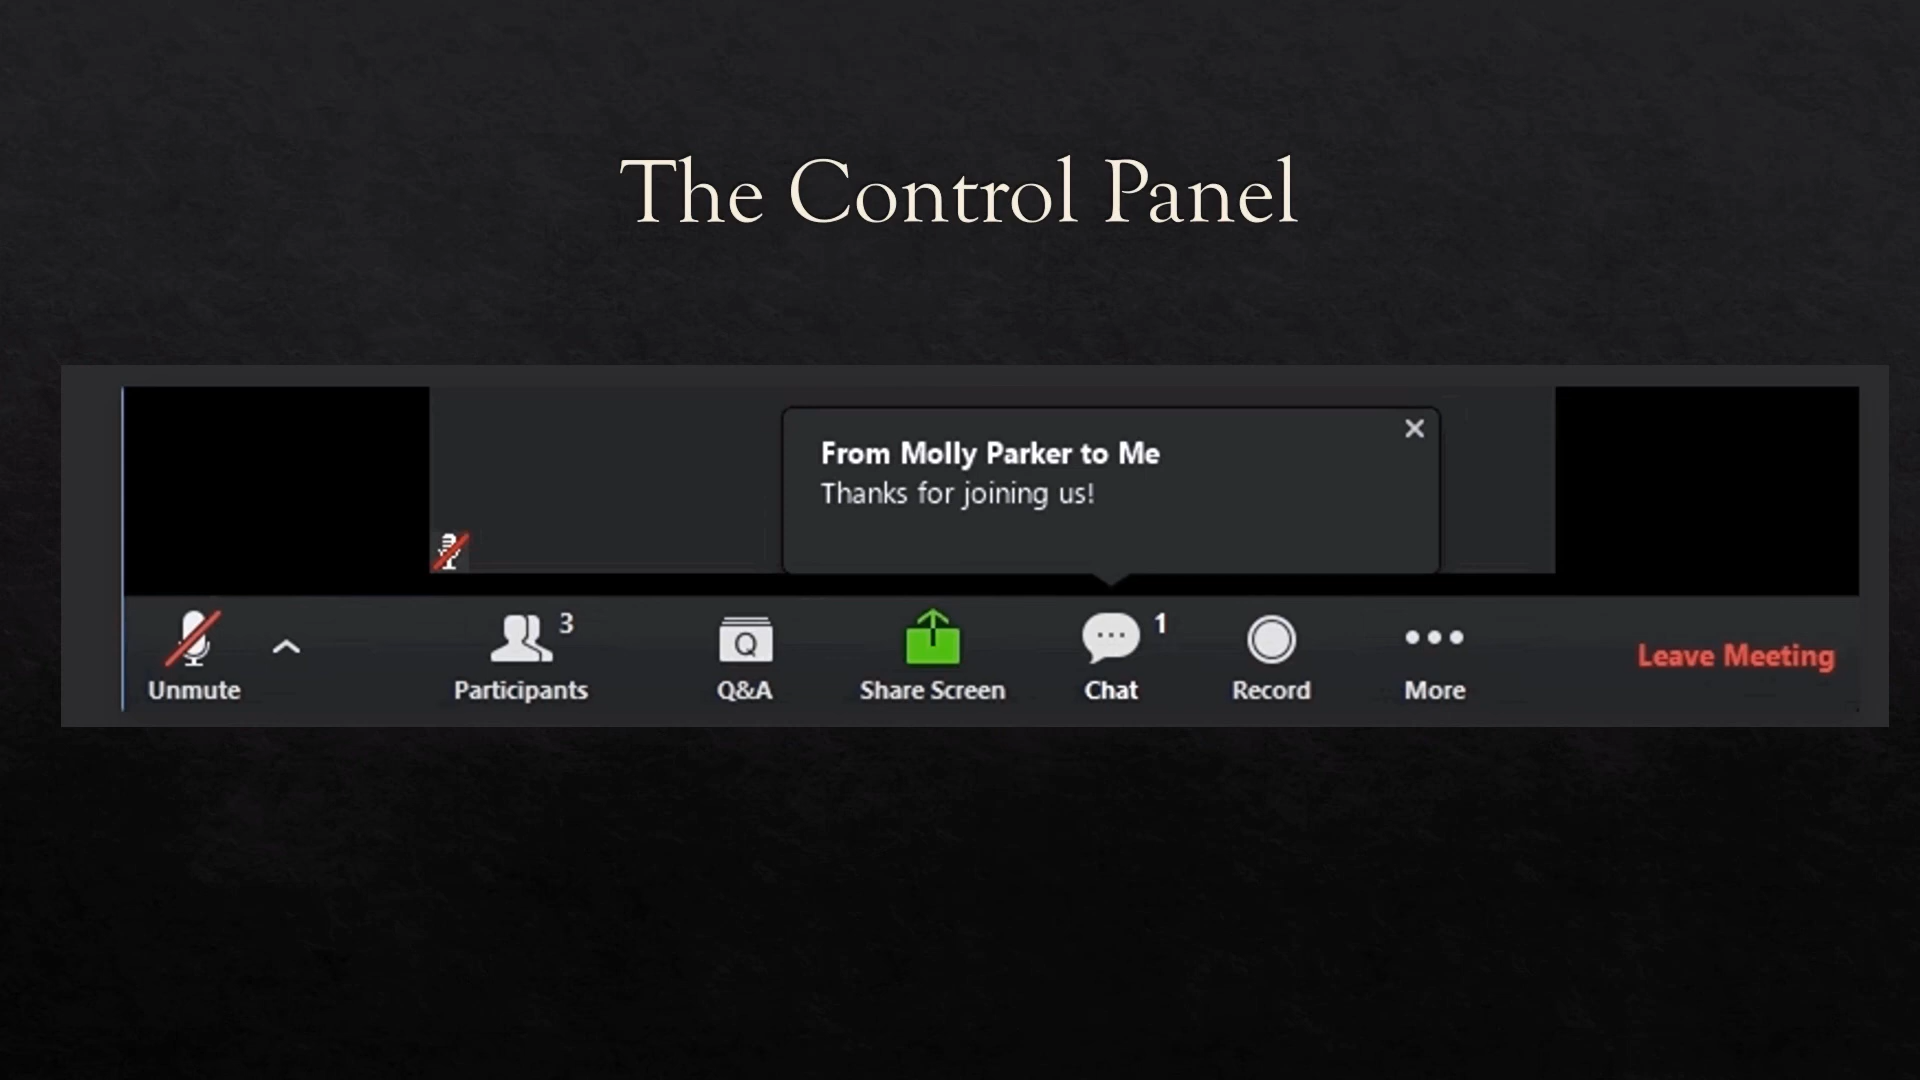 The Control Panel
From Molly Parker to Me
Thanks for joining us!
3
1
Unmute
Participants
Q&A
Share Screen
Chat
Record
More
Leave Meeting